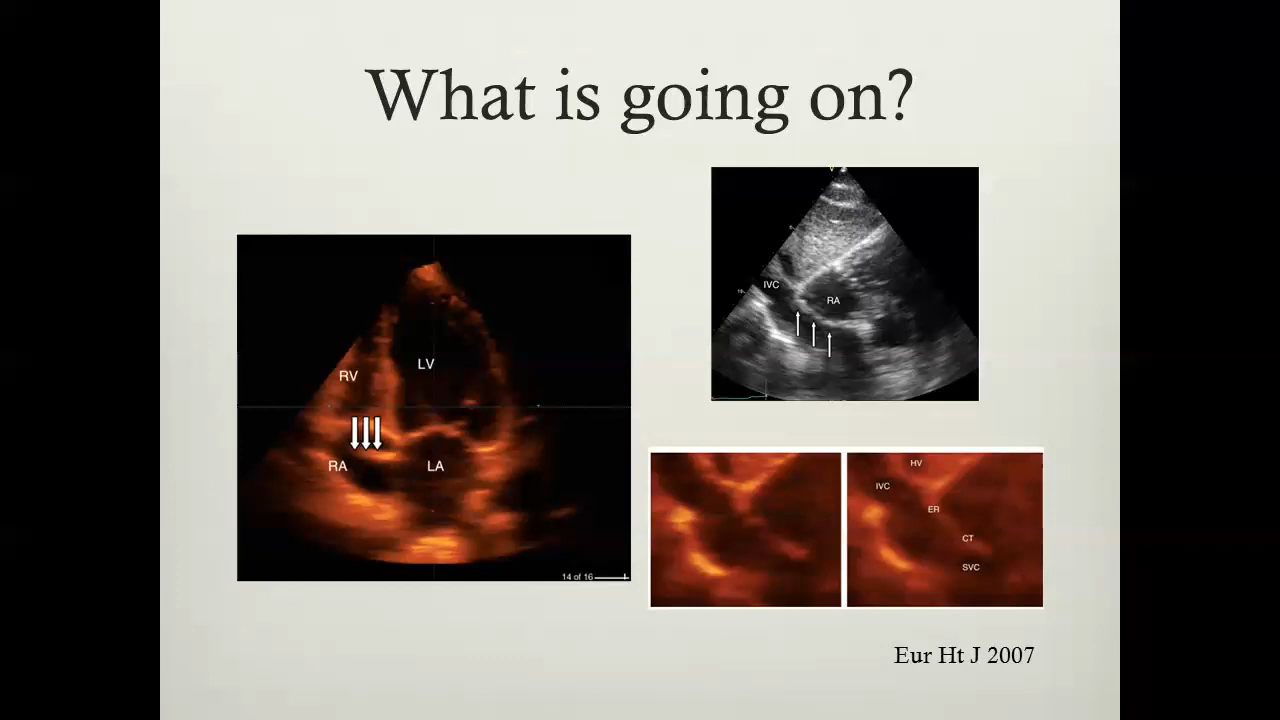 What is going on?
V
IVC
RA
LV
RV
RA
LA
14 of 16
HV
IVC
ER
CT
SVC
Eur Ht J 2007